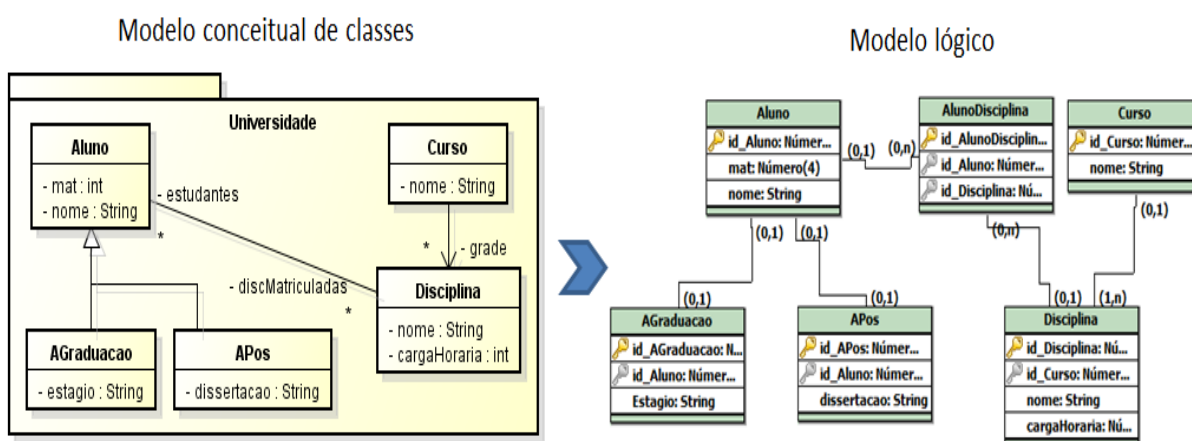 Modelo conceitual de classes
Universidade
Aluno
- mat : int
- nome : String
- estudantes
*
Curso
- nome : String
*
- grade
- discMatriculadas
*
Disciplina
- nome : String
- cargaHoraria : int
AGraduacao
- estagio : String
APos
- dissertacao : String
Modelo lógico
Aluno
id_Aluno: Númer...
mat: Número(4)
nome: String
(0,1)
(0,n)
AlunoDisciplina
id_AlunoDisciplin...
id_Aluno: Númer...
id_Disciplina: Nú...
Curso
id_Curso: Númer...
nome: String
(0,1)
(0,1)
(0,n)
(0,1)
(0,1)
(0,1)
(0,1)
(1,n)
AGraduacao
id_AGraduacao: N...
id_Aluno: Númer...
Estagio: String
APos
id_APos: Númer...
id_Aluno: Númer...
dissertacao: String
Disciplina
id_Disciplina: Nú...
id_Curso: Númer...
nome: String
cargaHoraria: Nú...